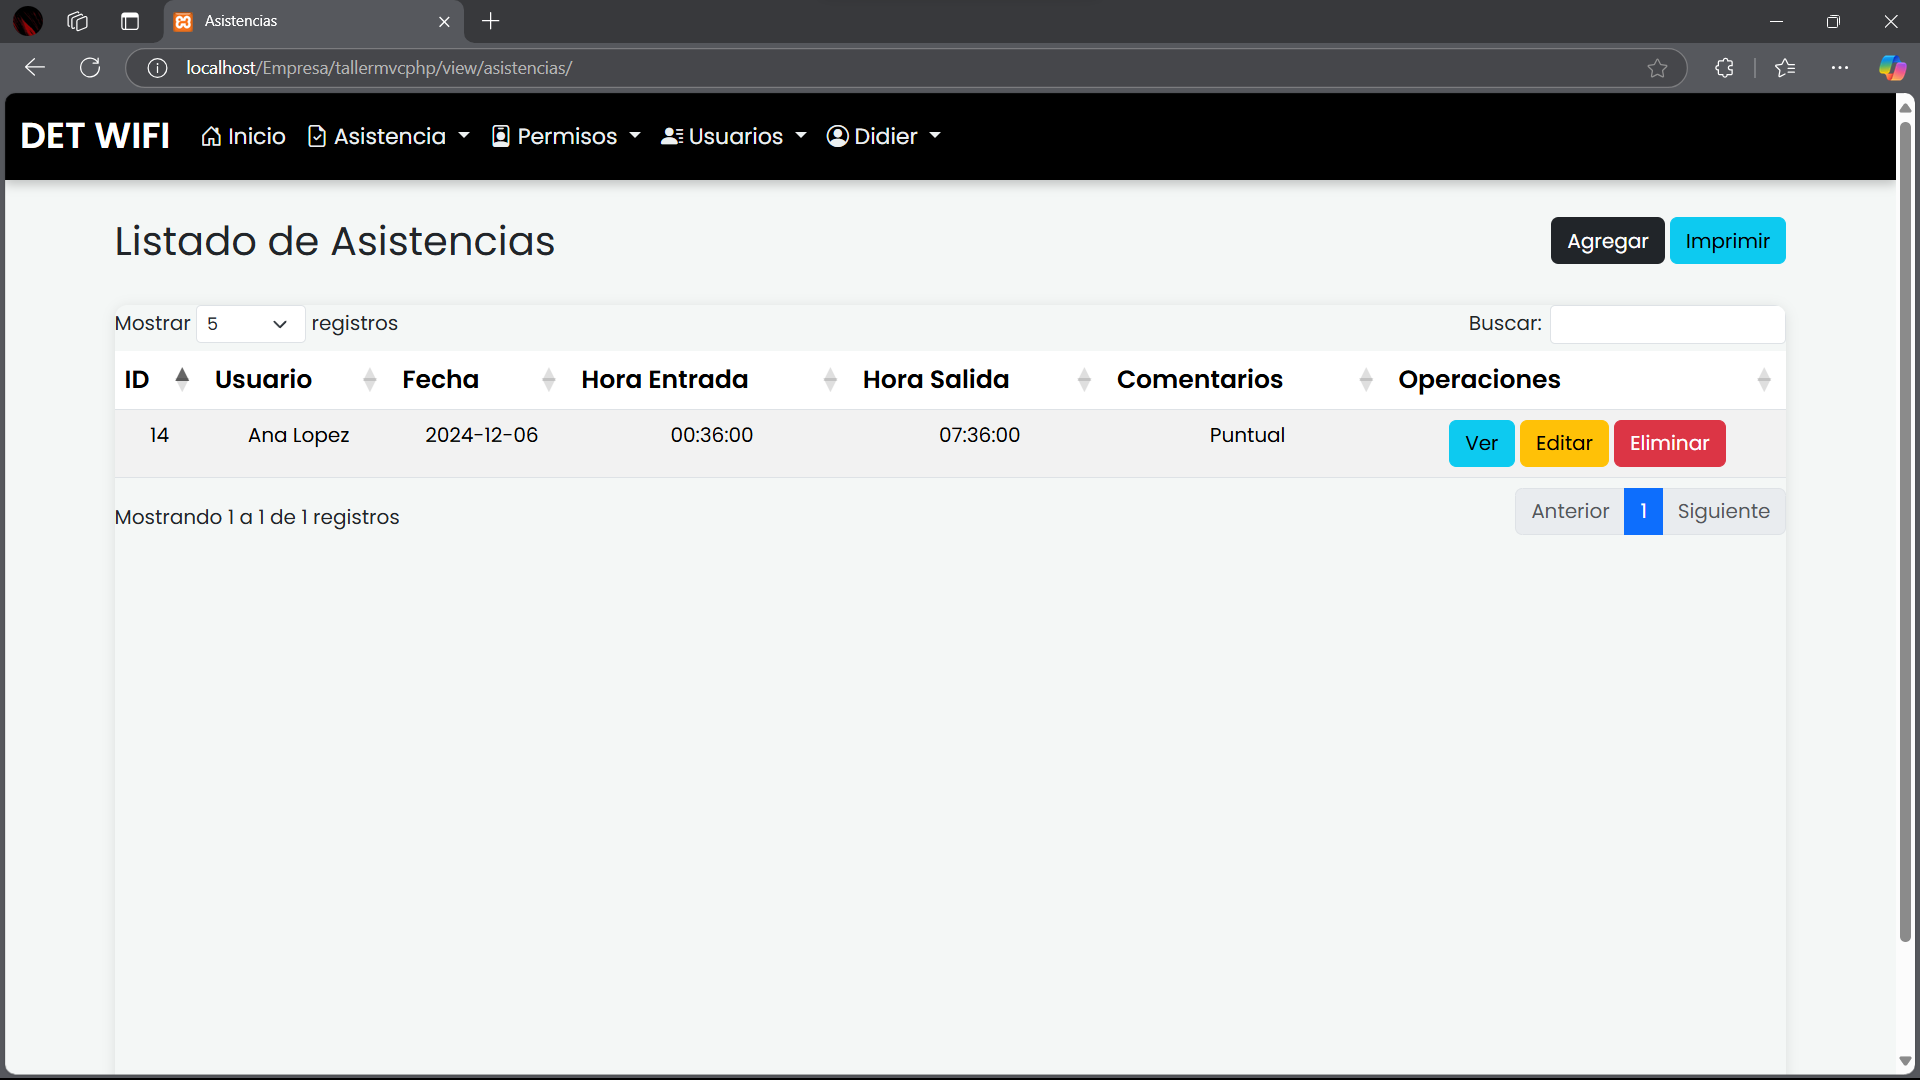 Asistencias
localhost/Empresa/tallermvcphp/view/asistencias/
DET WIFI Inicio Asistencia Permisos Usuarios Didier
Listado de Asistencias Agregar Imprimir
Mostrar 5 registros Buscar:
ID Usuario Fecha Hora Entrada Hora Salida Comentarios Operaciones
14 Ana Lopez 2024-12-06 00:36:00 07:36:00 Puntual Ver Editar Eliminar
Mostrando 1 a 1 de 1 registros Anterior 1 Siguiente